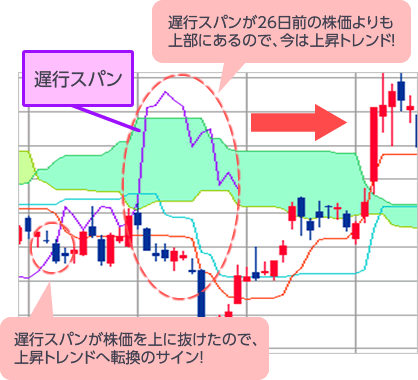 遅行スパンが26日前の株価よりも
上部にあるので、今は上昇トレンド!
遅行スパン
遅行スパンが株価を上に抜けたので、
上昇トレンドへ転換のサイン!